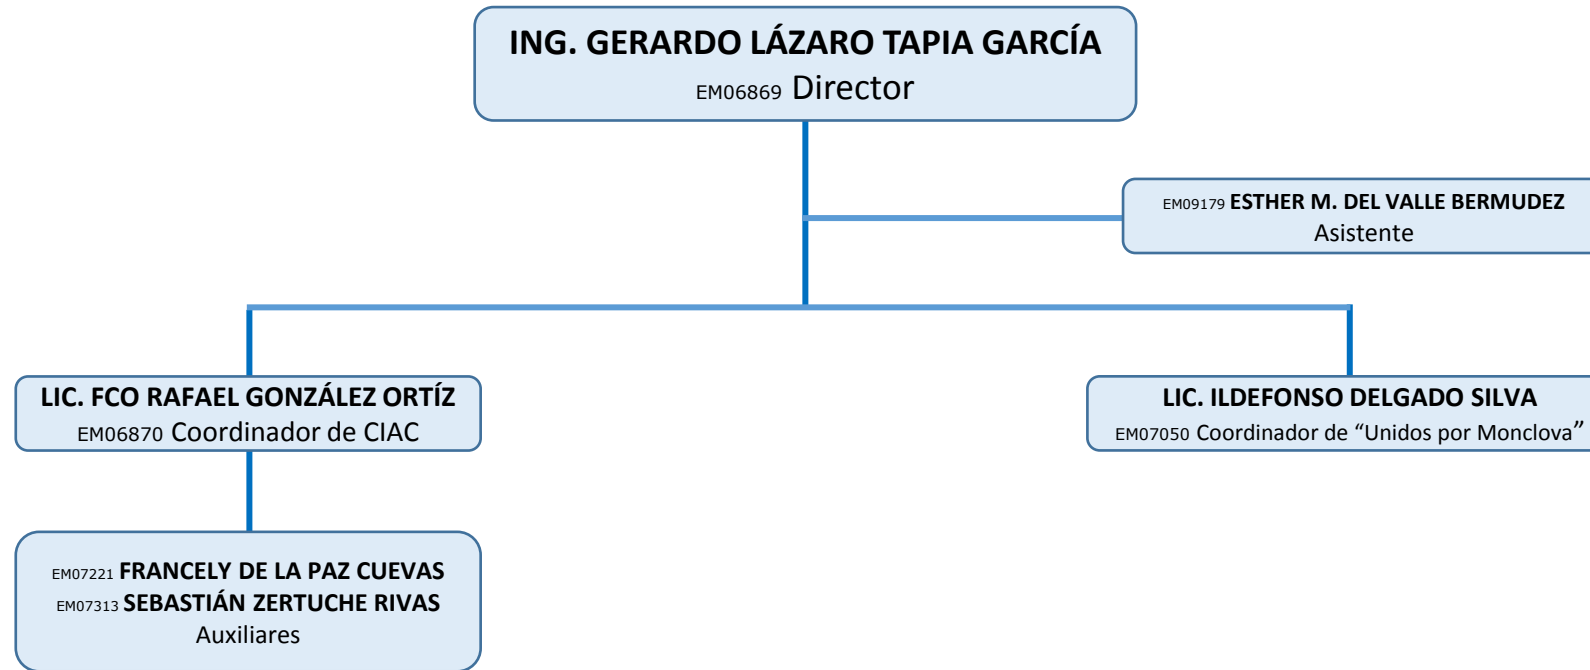 ING. GERARDO LÁZARO TAPIA GARCÍA
EM06869 Director
EM09179 ESTHER M. DEL VALLE BERMUDEZ
Asistente
LIC. FCO RAFAEL GONZÁLEZ ORTÍZ
EM06870 Coordinador de CIAC
LIC. ILDEFONSO DELGADO SILVA
EM07050 Coordinador de “Unidos por Monclova”
EM07221 FRANCELY DE LA PAZ CUEVAS
EM07313 SEBASTIÁN ZERTUCHE RIVAS
Auxiliares